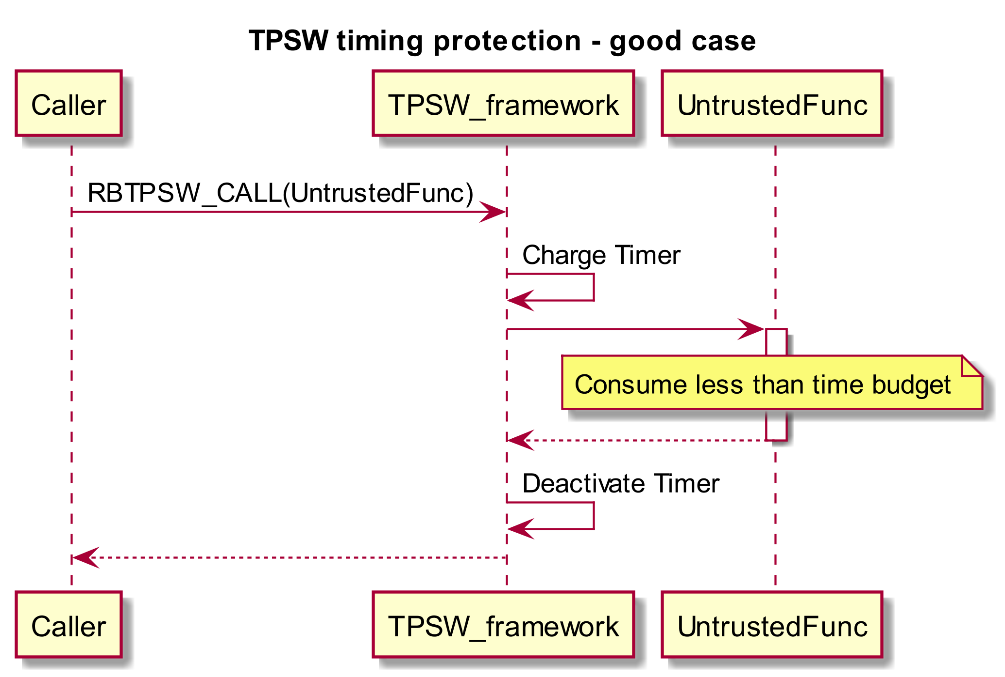 TPSW timing protection - good case
Caller
TPSW_framework
UntrustedFunc
RBTPSW_CALL(UntrustedFunc)
Charge Timer
Consume less than time budget
Deactivate Timer
Caller
TPSW_framework
UntrustedFunc